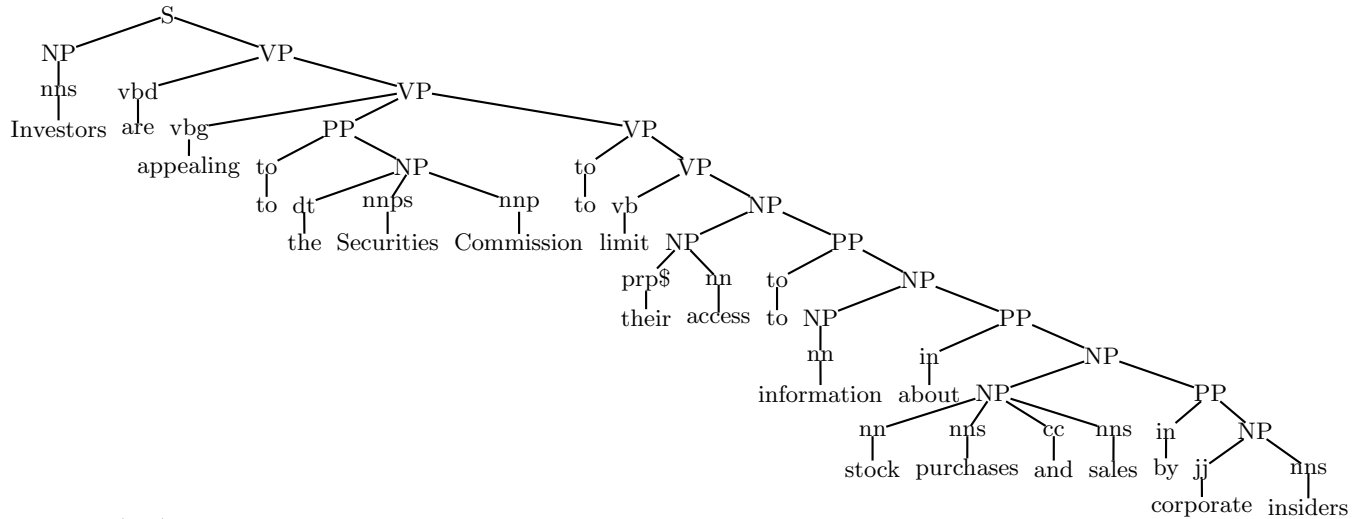 S
NP VP
nns vbd VP
Investors are vbg PP VP
appealing to NP to VP
to dt nnps nnp to vb NP
the Securities Commission limit NP PP
prp$ nn to NP
their access to NP PP
nn in NP
information about NP PP
nn nns cc nns in NP
stock purchases and sales by jj nns
corporate insiders